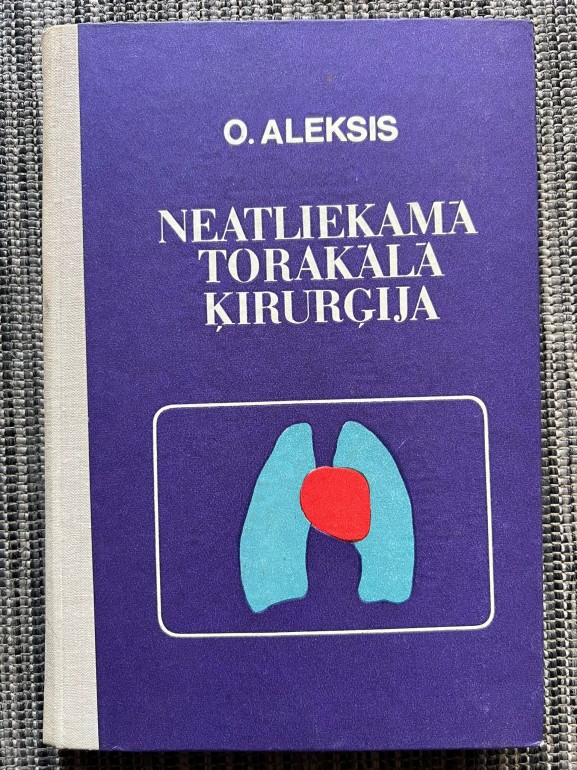 O. ALEKSIS
NEATLIEKAMĀ
TORAKĀLĀ
ĶIRURĢIJA